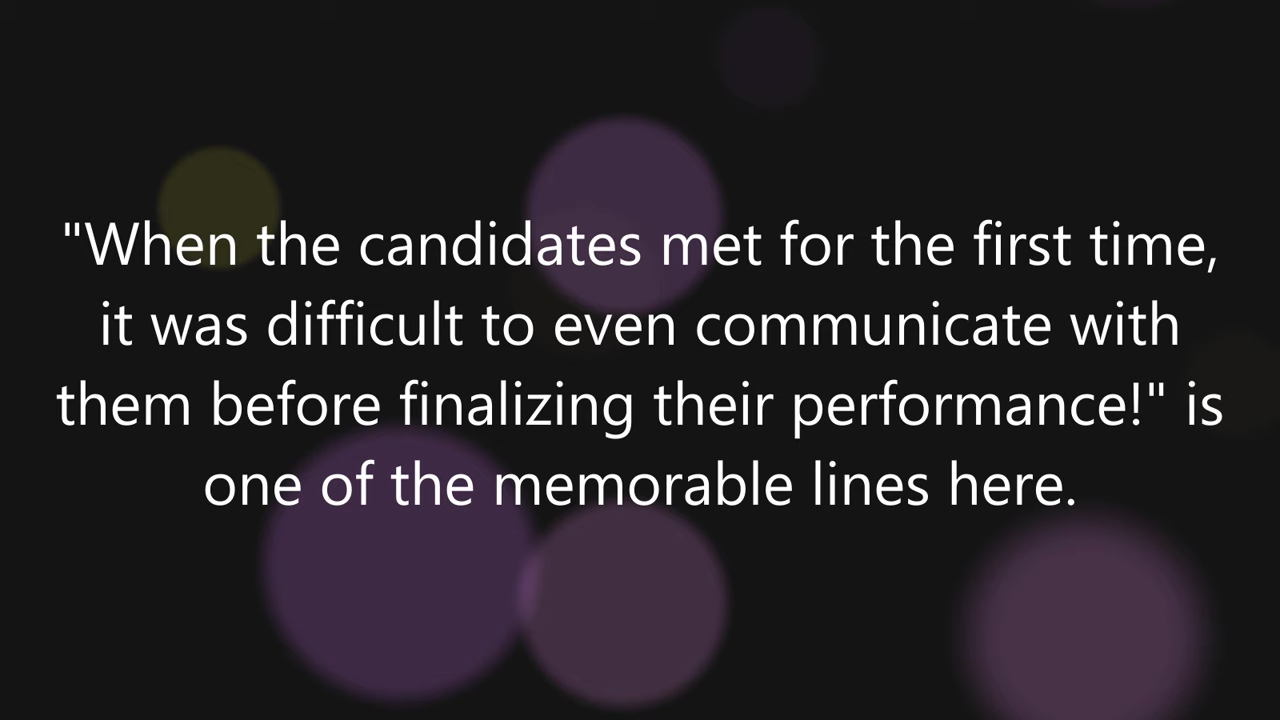 "When the candidates met for the first time,
it was difficult to even communicate with
them before finalizing their performance!" is
one of the memorable lines here.